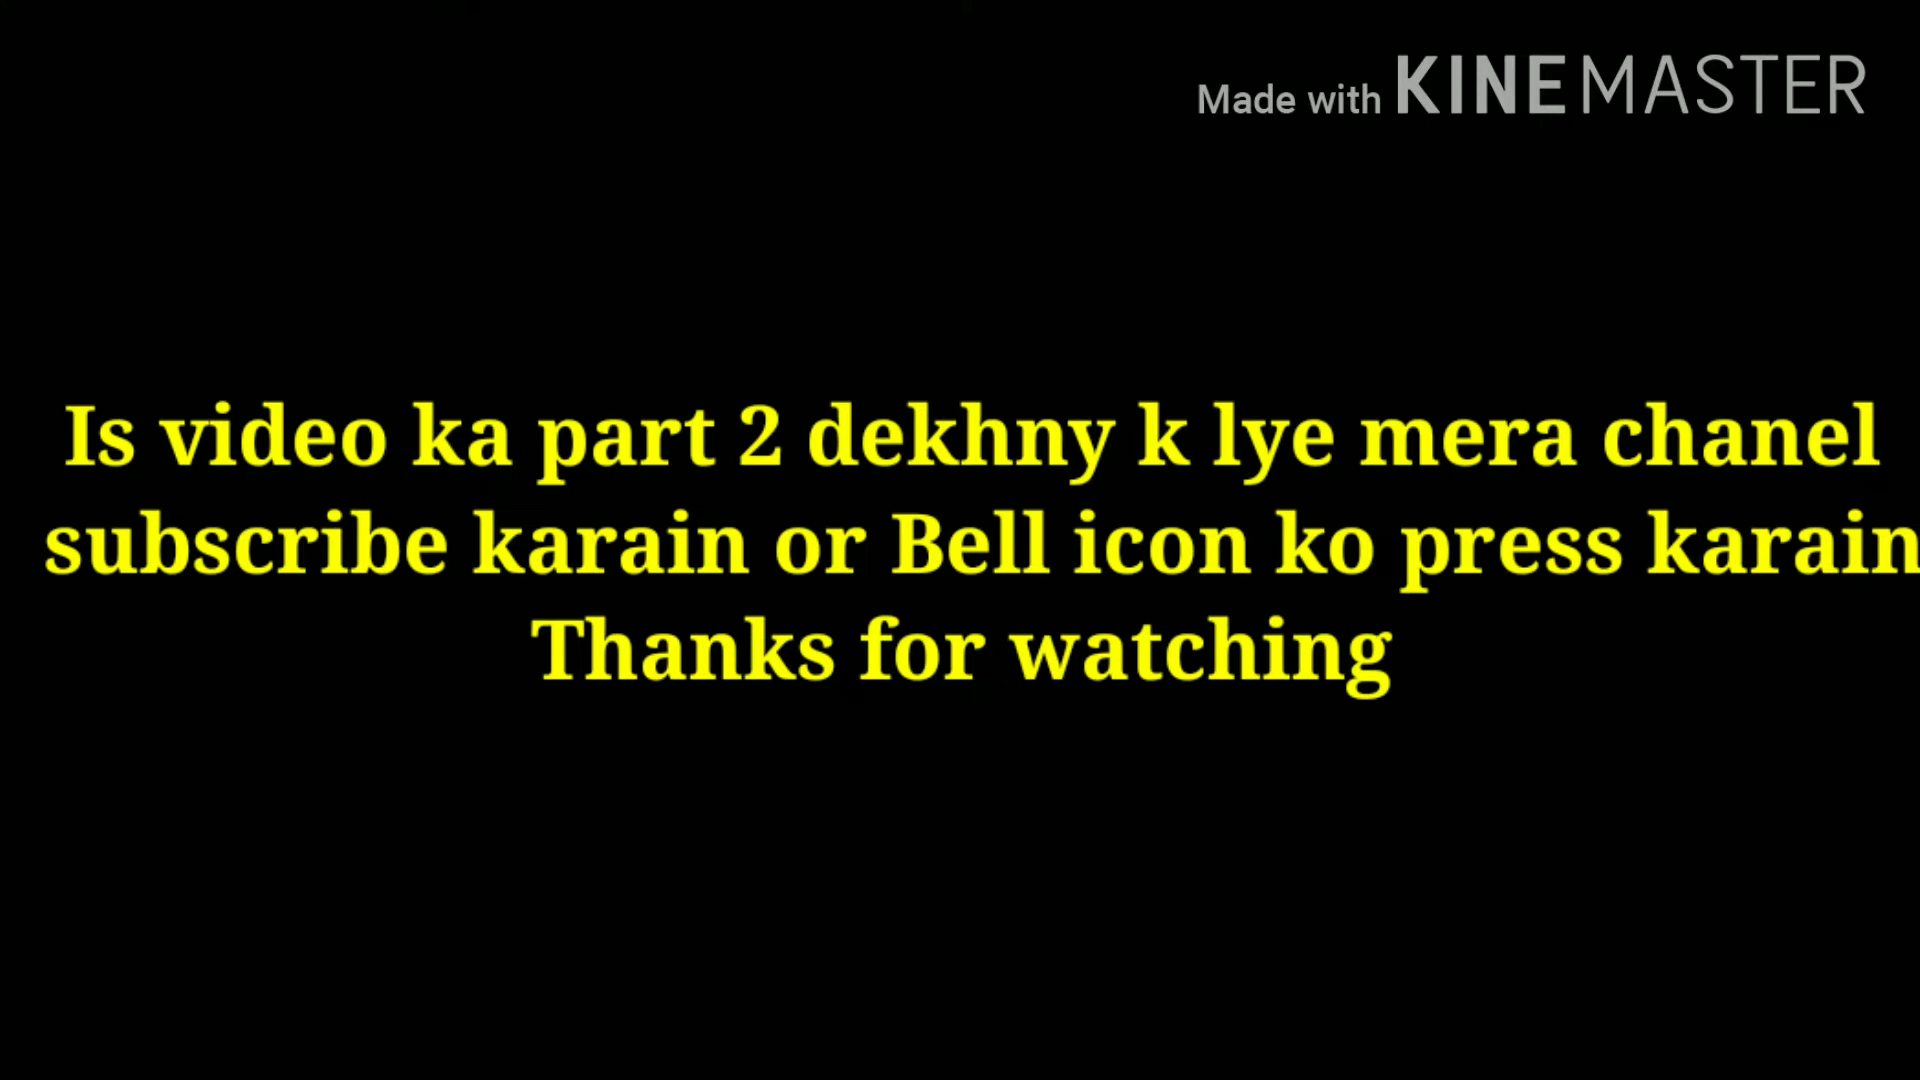 Made with KINEMASTER
Is video ka part 2 dekhny k lye mera chanel
subscribe karain or Bell icon ko press karain
Thanks for watching